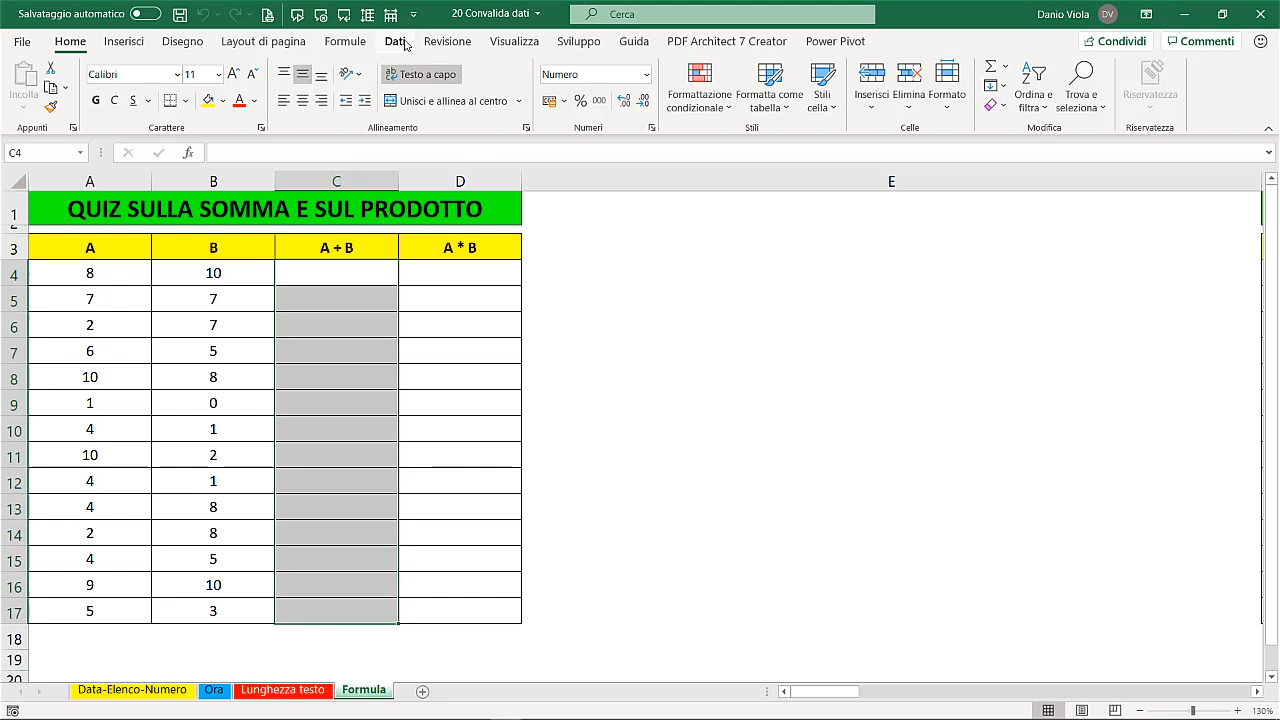 Salvataggio automatico
20 Convalida dati
Cerca
Danio Viola
DV
File Home Inserisci Disegno Layout di pagina Formule Dati Revisione Visualizza Sviluppo Guida PDF Architect 7 Creator Power Pivot
Condividi
Commenti
Incolla
Calibri
11
G C S
Testo a capo
Unisci e allinea al centro
Numero
% 000
Formattazione condizionale
Formatta come tabella
Stili cella
Inserisci Elimina Formato
Ordina e filtra
Trova e seleziona
Riservatezza
Appunti Carattere Allineamento Numeri Stili Celle Modifica Riservatezza
C4
fx
A B C D E
1 QUIZ SULLA SOMMA E SUL PRODOTTO
2
3 A B A + B A * B
4 8 10
5 7 7
6 2 7
7 6 5
8 10 8
9 1 0
10 4 1
11 10 2
12 4 1
13 4 8
14 2 8
15 4 5
16 9 10
17 5 3
18
19
20
Data-Elenco-Numero Ora Lunghezza testo Formula
130%